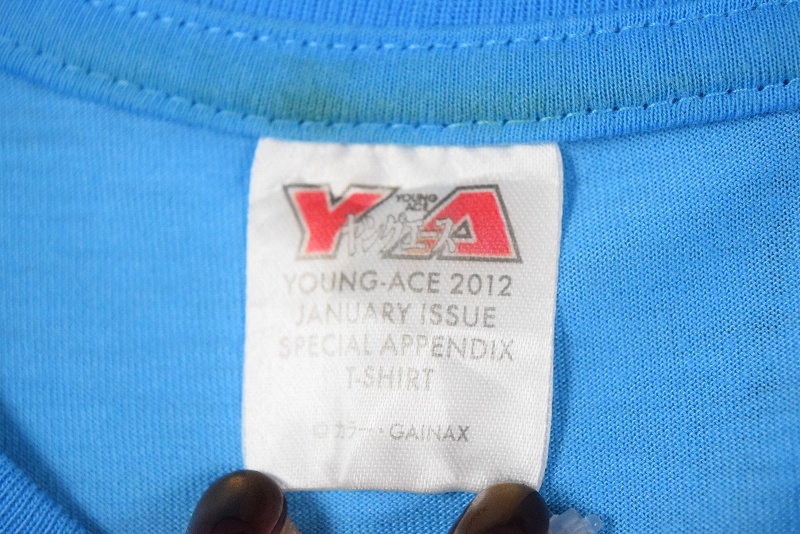 YA
YOUNG
ACE
ヤングエース
YOUNG-ACE 2012
JANUARY ISSUE
SPECIAL APPENDIX
T-SHIRT
©カラー・GAINAX